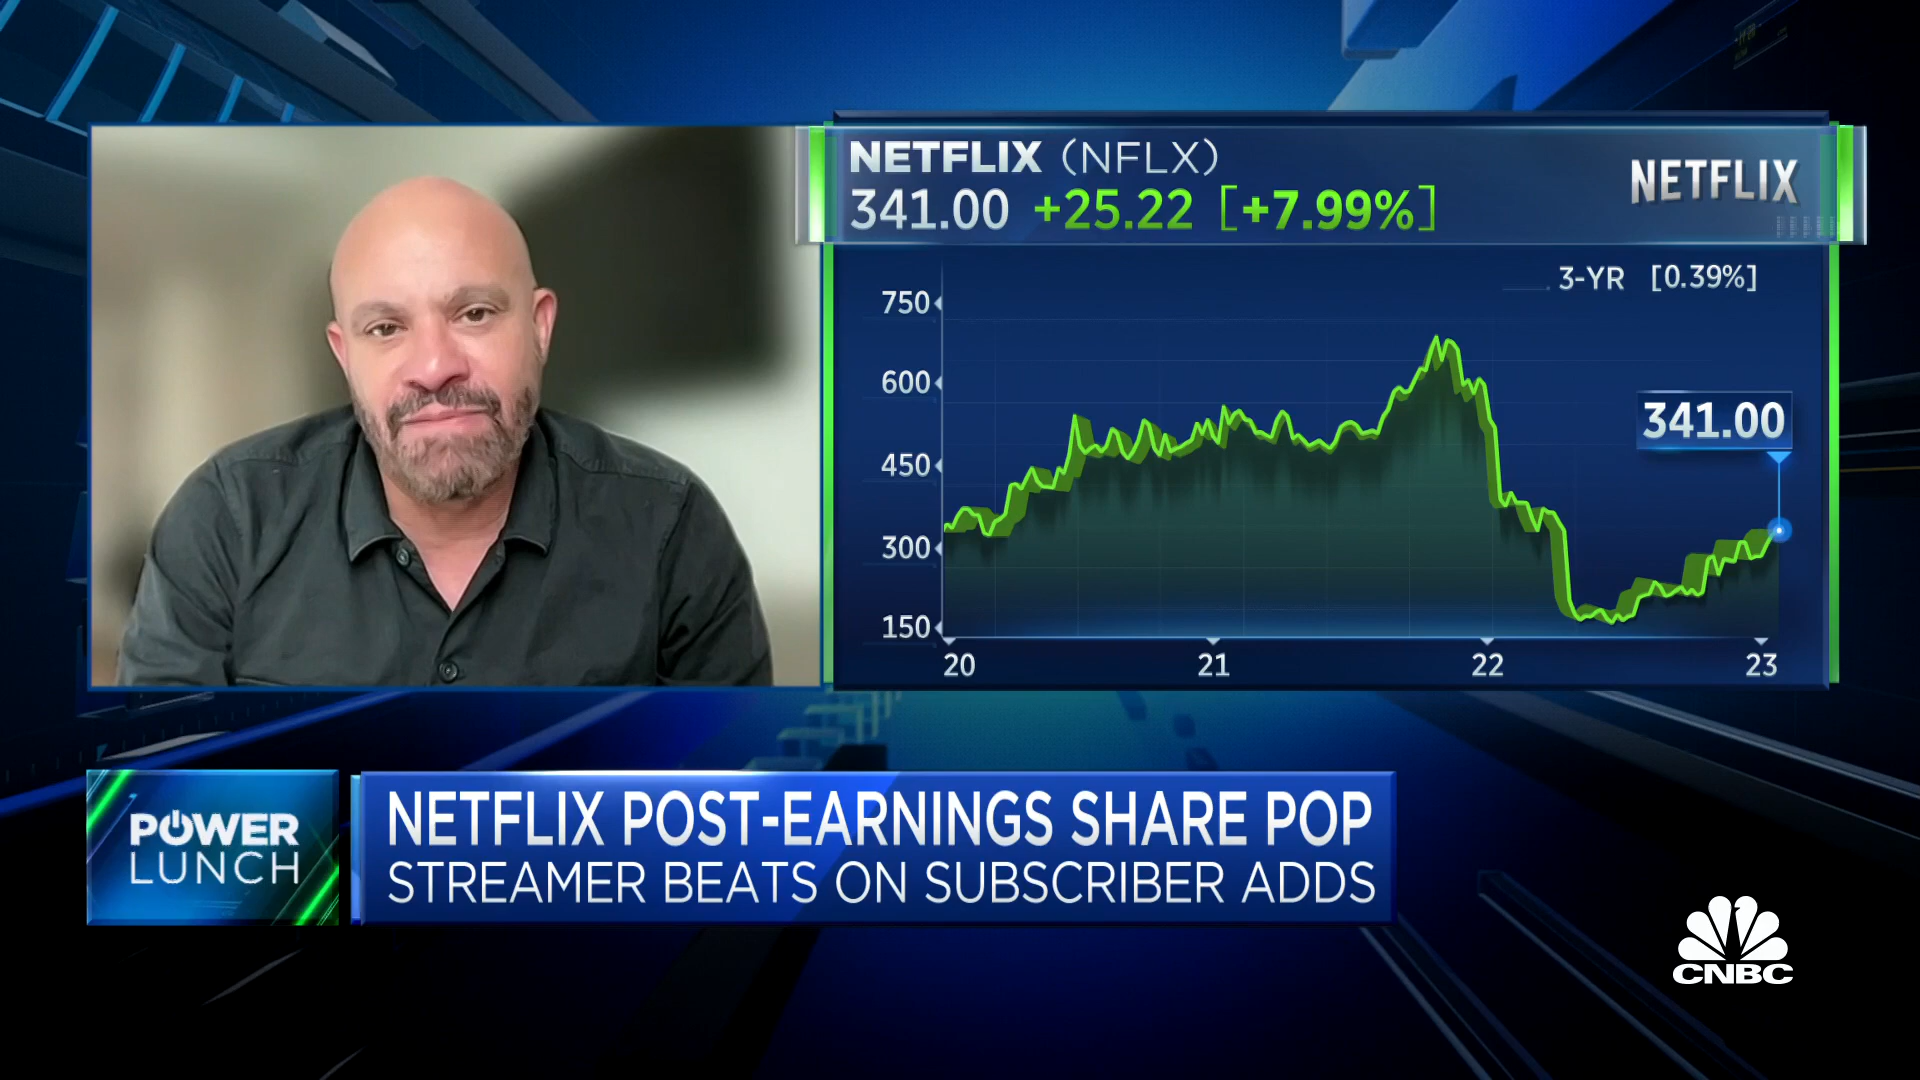 NETFLIX (NFLX)
341.00 +25.22 [+7.99%]
NETFLIX
3-YR [0.39%]
750
600
450
300
150
341.00
20 21 22 23
POWER
LUNCH
NETFLIX POST-EARNINGS SHARE POP
STREAMER BEATS ON SUBSCRIBER ADDS
CNBC